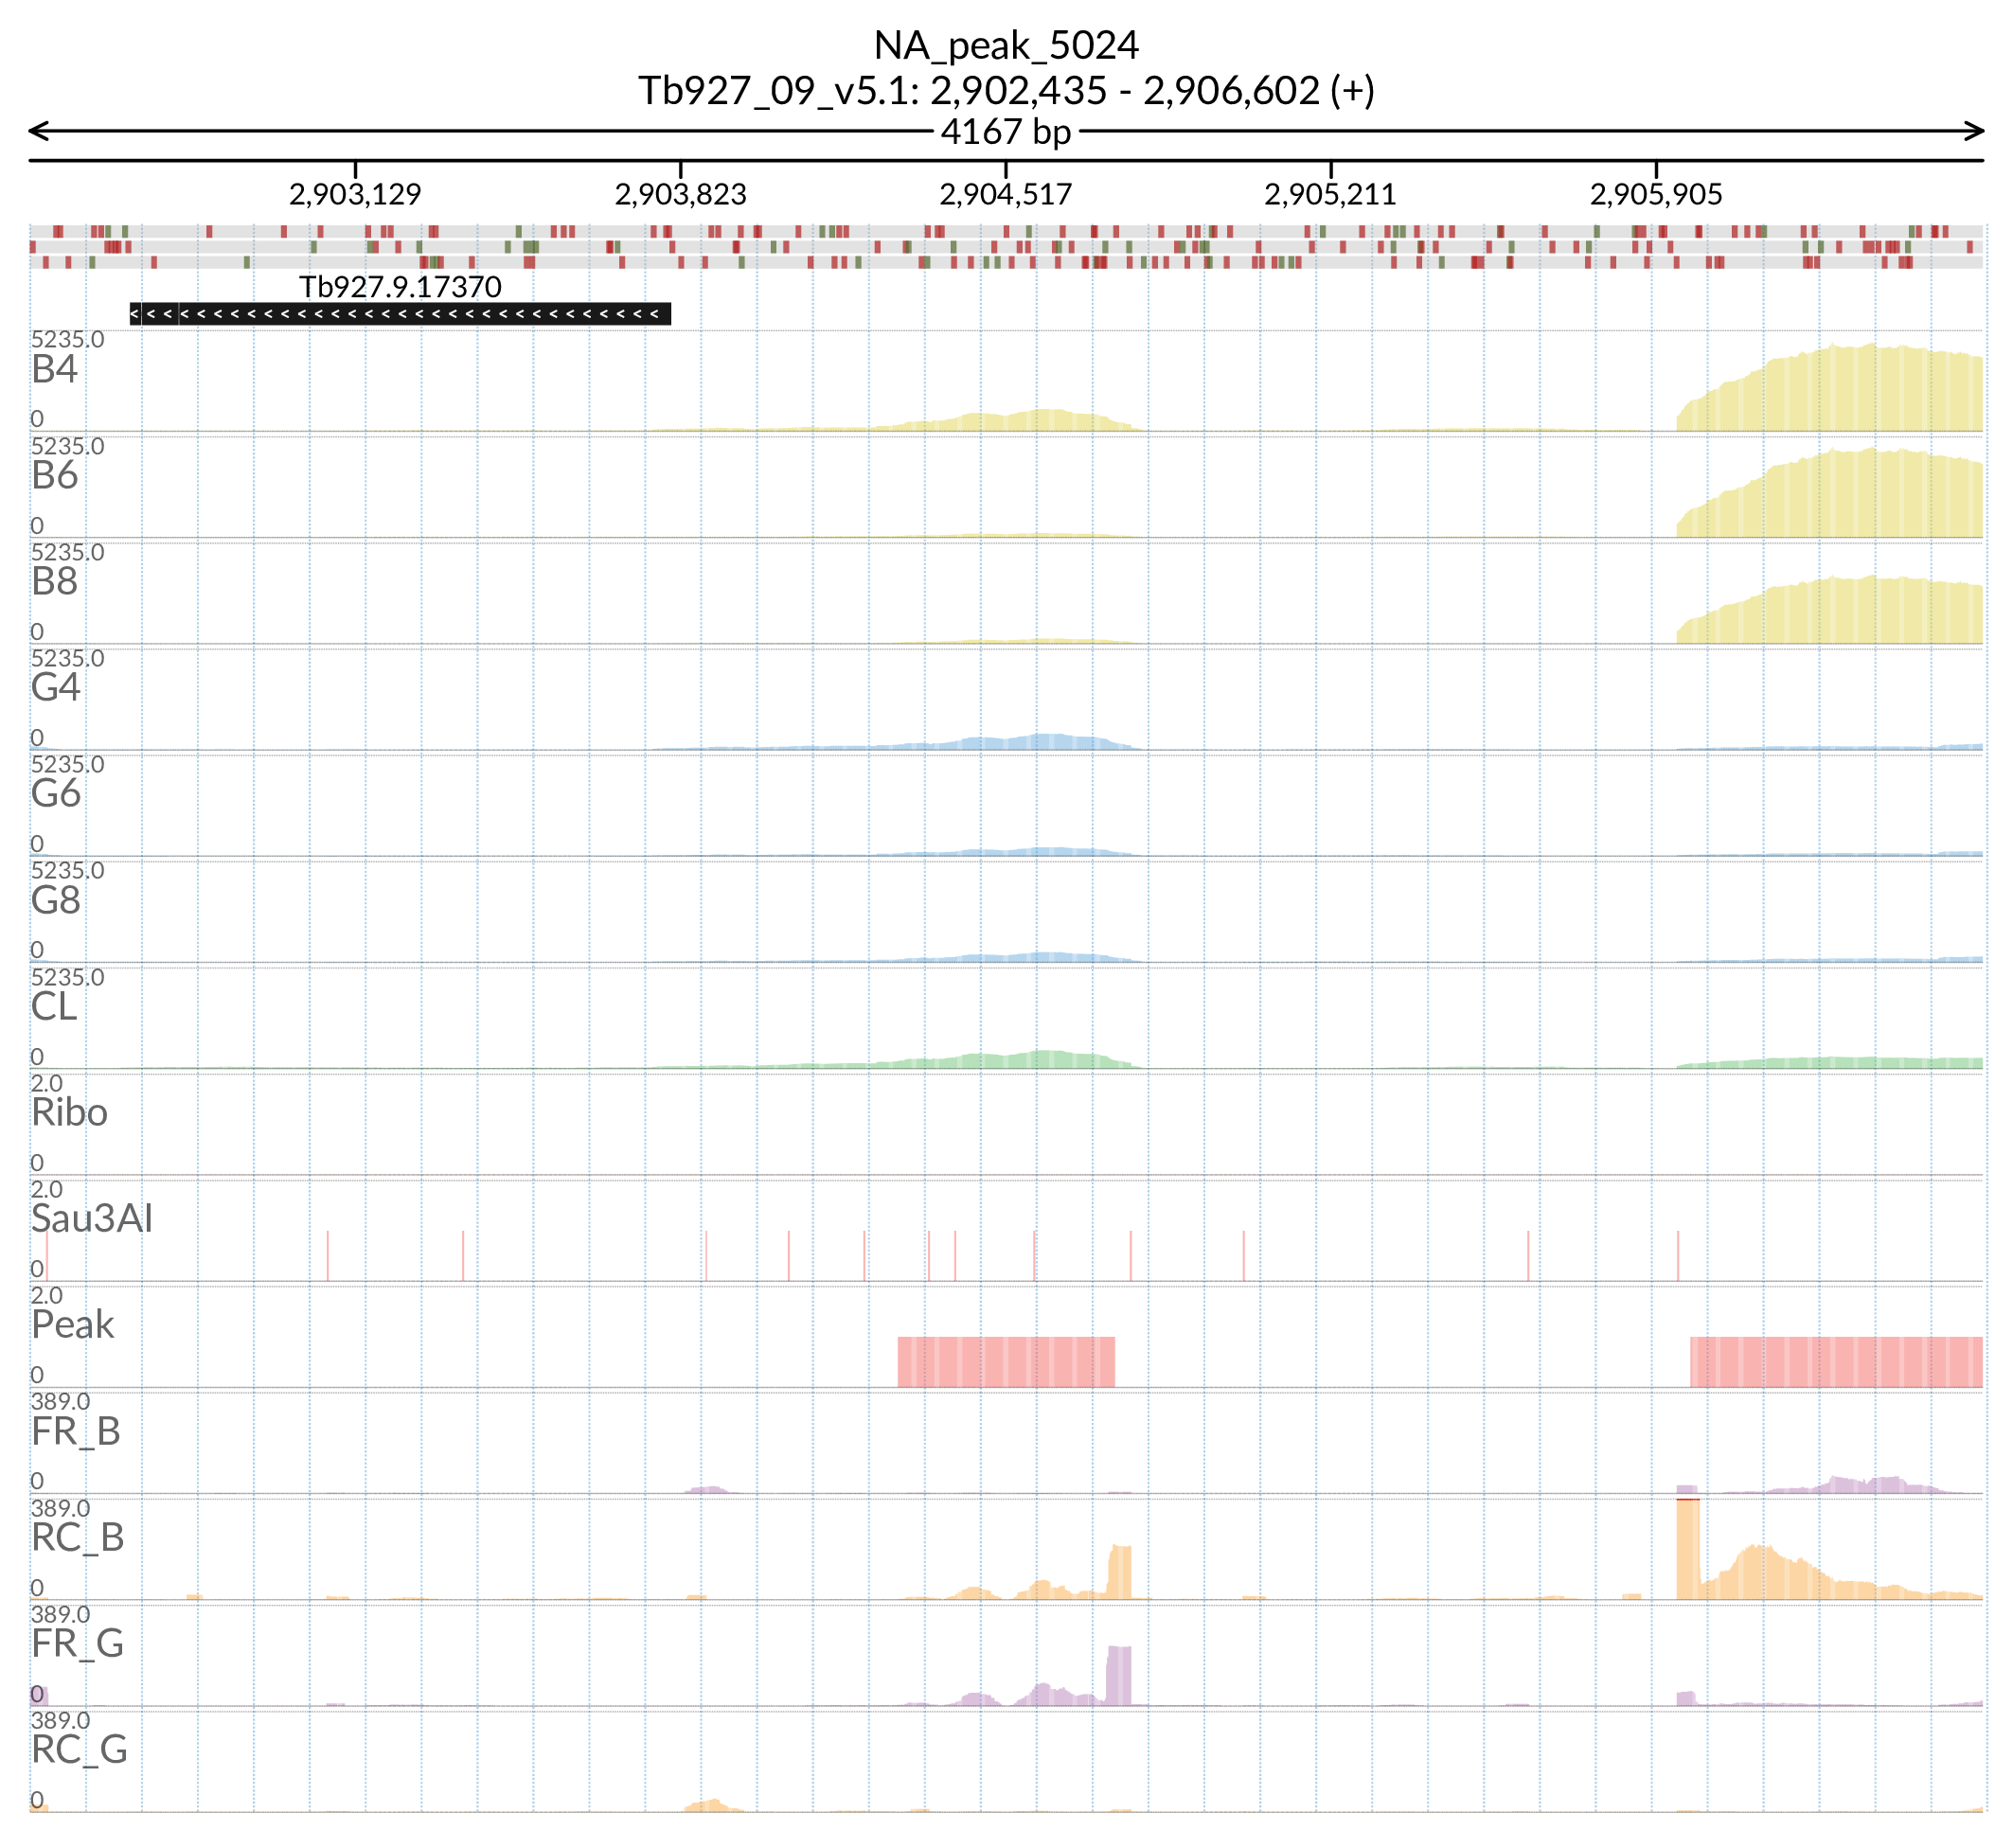 NA_peak_5024
Tb927_09_v5.1: 2,902,435 - 2,906,602 (+)
4167 bp
2,903,129 2,903,823 2,904,517 2,905,211 2,905,905
Tb927.9.17370
5235.0
B4
0
5235.0
B6
0
5235.0
B8
0
5235.0
G4
0
5235.0
G6
0
5235.0
G8
0
5235.0
CL
0
2.0
Ribo
0
2.0
Sau3AI
0
2.0
Peak
0
389.0
FR_B
0
389.0
RC_B
0
389.0
FR_G
0
389.0
RC_G
0